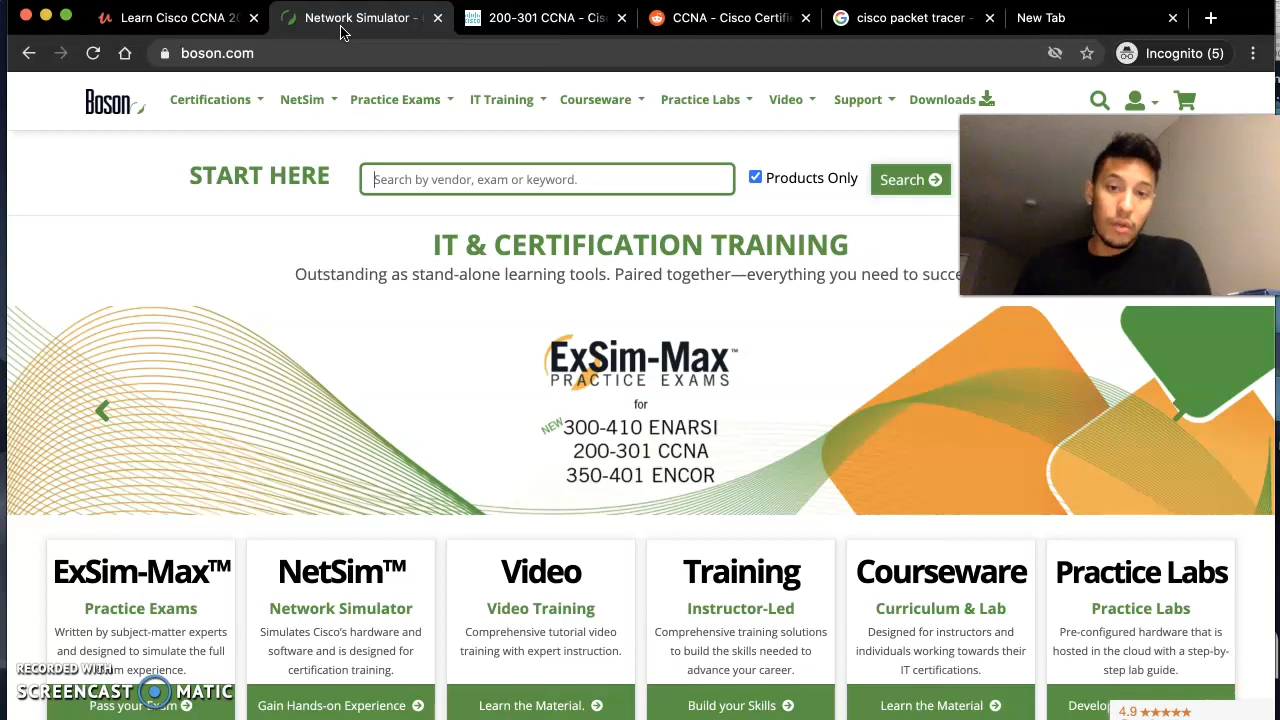 Learn Cisco CCNA 20
Network Simulator -
200-301 CCNA - Cis
CCNA - Cisco Certifi
cisco packet tracer -
New Tab
boson.com
Incognito (5)
Boson
Certifications
NetSim
Practice Exams
IT Training
Courseware
Practice Labs
Video
Support
Downloads
START HERE
Search by vendor, exam or keyword.
Products Only
Search
IT & CERTIFICATION TRAINING
Outstanding as stand-alone learning tools. Paired together—everything you need to succe
ExSim-Max™
PRACTICE EXAMS
for
NEW 300-410 ENARSI
200-301 CCNA
350-401 ENCOR
ExSim-Max™
Practice Exams
Written by subject-matter experts
and designed to simulate the full
experience.
Pass your Exam
NetSim™
Network Simulator
Simulates Cisco's hardware and
software and is designed for
certification training.
Gain Hands-on Experience
Video
Video Training
Comprehensive tutorial video
training with expert instruction.
Learn the Material.
Training
Instructor-Led
Comprehensive training solutions
to build the skills needed to
advance your career.
Build your Skills
Courseware
Curriculum & Lab
Designed for instructors and
individuals working towards their
IT certifications.
Learn the Material
Practice Labs
Practice Labs
Pre-configured hardware that is
hosted in the cloud with a step-by-
step lab guide.
Develop
4.9 ★★★★★
RECORDED WITH
SCREENCAST MATIC